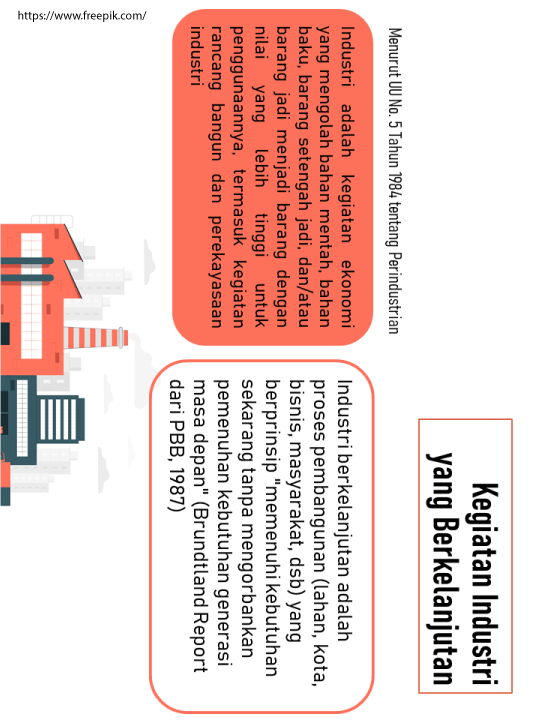 https://www.freepik.com/
Kegiatan Industri
yang Berkelanjutan
Menurut UU No. 5 Tahun 1984 tentang Perindustrian
Industri adalah kegiatan ekonomi
yang mengolah bahan mentah, bahan
baku, barang setengah jadi, dan/atau
barang jadi menjadi barang dengan
nilai yang lebih tinggi untuk
penggunaannya, termasuk kegiatan
rancang bangun dan perekayasaan
industri
Industri berkelanjutan adalah
proses pembangunan (lahan, kota,
bisnis, masyarakat, dsb) yang
berprinsip "memenuhi kebutuhan
sekarang tanpa mengorbankan
pemenuhan kebutuhan generasi
masa depan" (Brundtland Report
dari PBB, 1987)